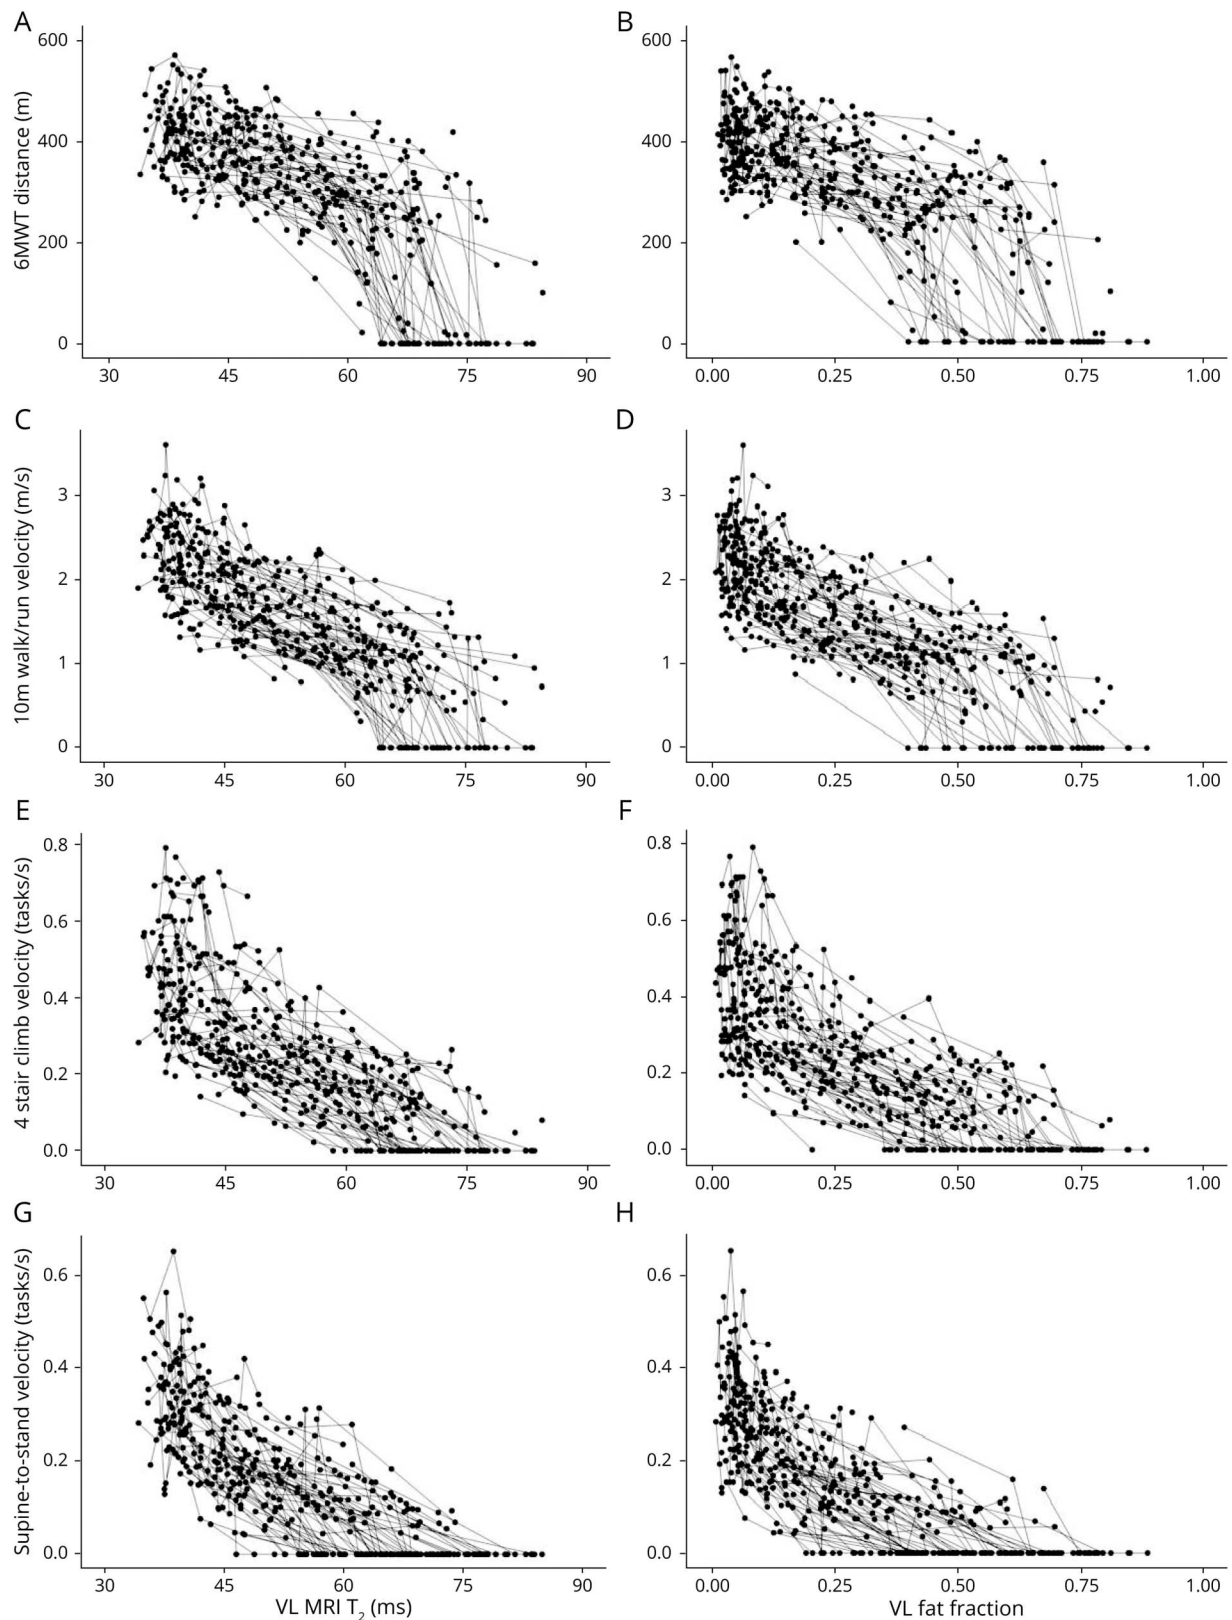 A
B
6MWT distance (m)
600
400
200
0
30 45 60 75 90
600
400
200
0
0.00 0.25 0.50 0.75 1.00
C
D
10m walk/run velocity (m/s)
3
2
1
0
30 45 60 75 90
3
2
1
0
0.00 0.25 0.50 0.75 1.00
E
F
4 stair climb velocity (tasks/s)
0.8
0.6
0.4
0.2
0.0
30 45 60 75 90
0.8
0.6
0.4
0.2
0.0
0.00 0.25 0.50 0.75 1.00
G
H
Supine-to-stand velocity (tasks/s)
0.6
0.4
0.2
0.0
30 45 60 75 90
VL MRI T2 (ms)
0.6
0.4
0.2
0.0
0.00 0.25 0.50 0.75 1.00
VL fat fraction